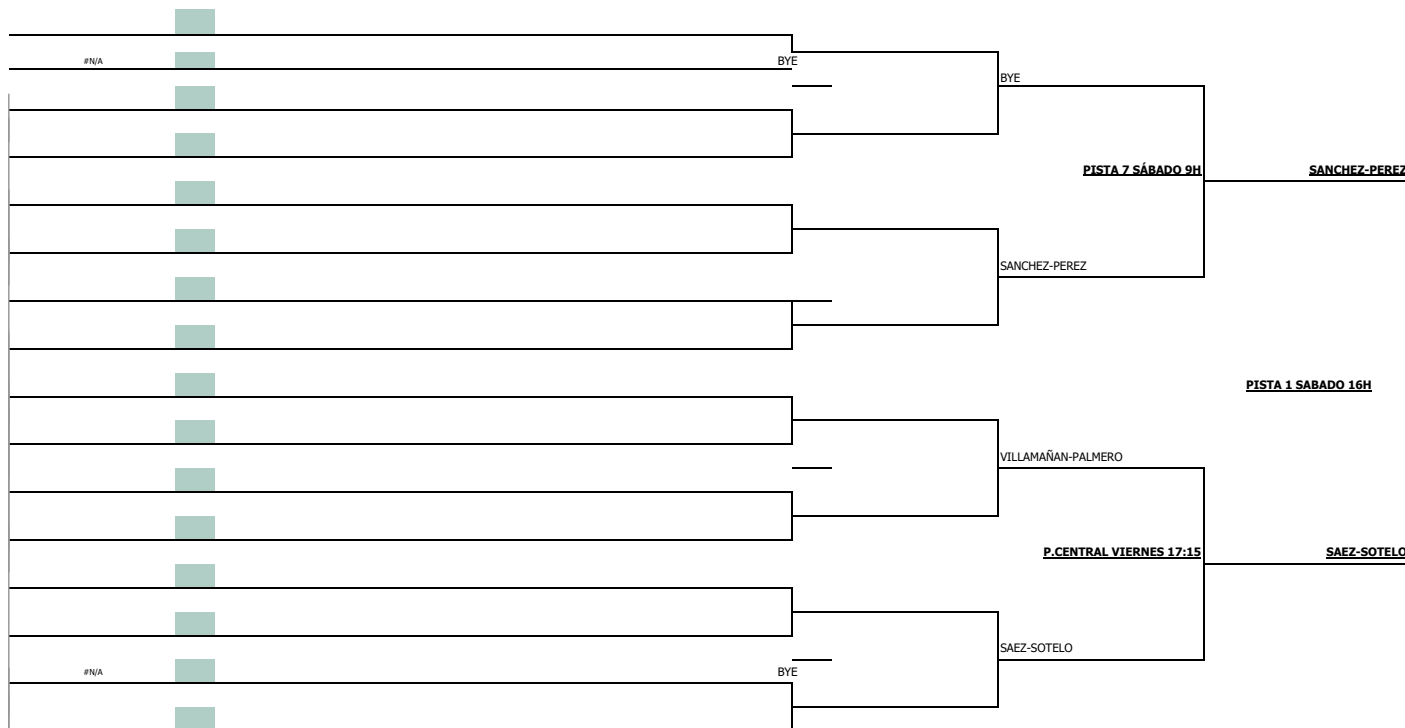 #N/A
BYE
BYE
PISTA 7 SÁBADO 9H
SANCHEZ-PEREZ
SANCHEZ-PEREZ
PISTA 1 SABADO 16H
VILLAMAÑAN-PALMERO
P.CENTRAL VIERNES 17:15
SAEZ-SOTELO
SAEZ-SOTELO
#N/A
BYE